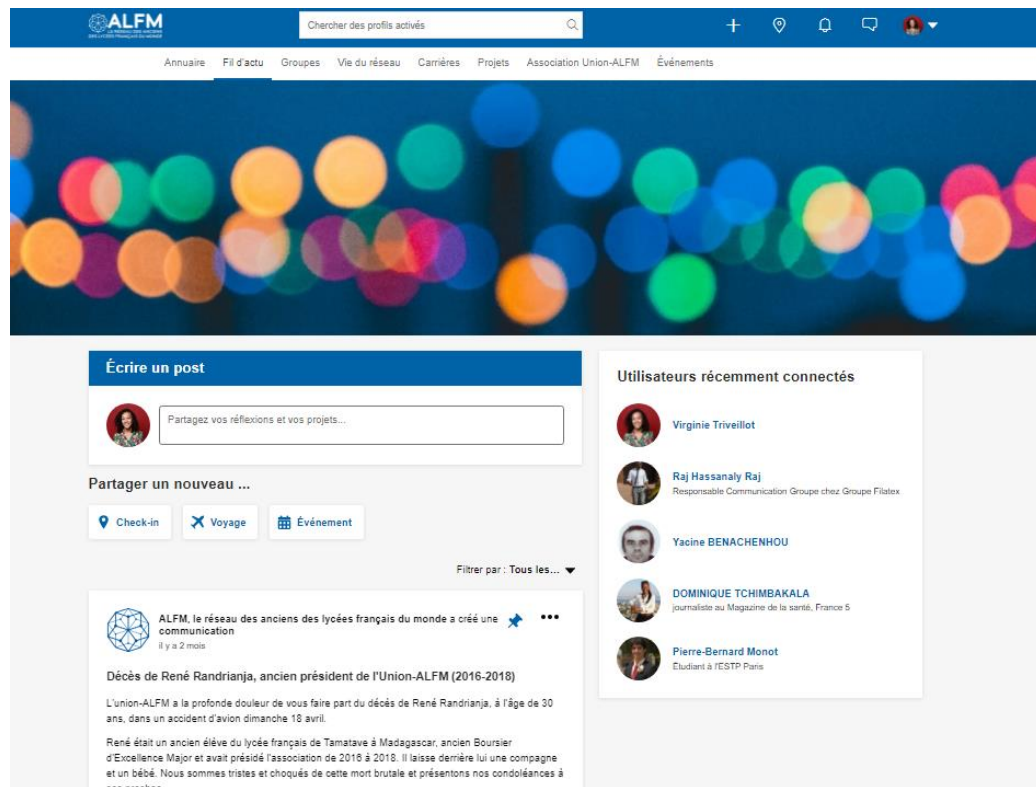 ALFM
LE RÉSEAU DES ANCIENS
DES LYCÉES FRANÇAIS DU MONDE
Chercher des profils activés
Annuaire Fil d'actu Groupes Vie du réseau Carrières Projets Association Union-ALFM Événements
Écrire un post
Partagez vos réflexions et vos projets...
Partager un nouveau ...
Check-in Voyage Événement
Filtrer par : Tous les...
ALFM, le réseau des anciens des lycées français du monde a créé une
communication
il y a 2 mois
Décès de René Randrianja, ancien président de l'Union-ALFM (2016-2018)
L'union-ALFM a la profonde douleur de vous faire part du décès de René Randrianja, à l'âge de 30
ans, dans un accident d'avion dimanche 18 avril.
René était un ancien élève du lycée français de Tamatave à Madagascar, ancien Boursier
d'Excellence Major et avait présidé l'association de 2016 à 2018. Il laisse derrière lui une compagne
et un bébé. Nous sommes tristes et choqués de cette mort brutale et présentons nos condoléances à
Utilisateurs récemment connectés
Virginie Triveillot
Raj Hassanaly Raj
Responsable Communication Groupe chez Groupe Filatex
Yacine BENACHENHOU
DOMINIQUE TCHIMBAKALA
journaliste au Magazine de la santé, France 5
Pierre-Bernard Monot
Étudiant à l'ESTP Paris